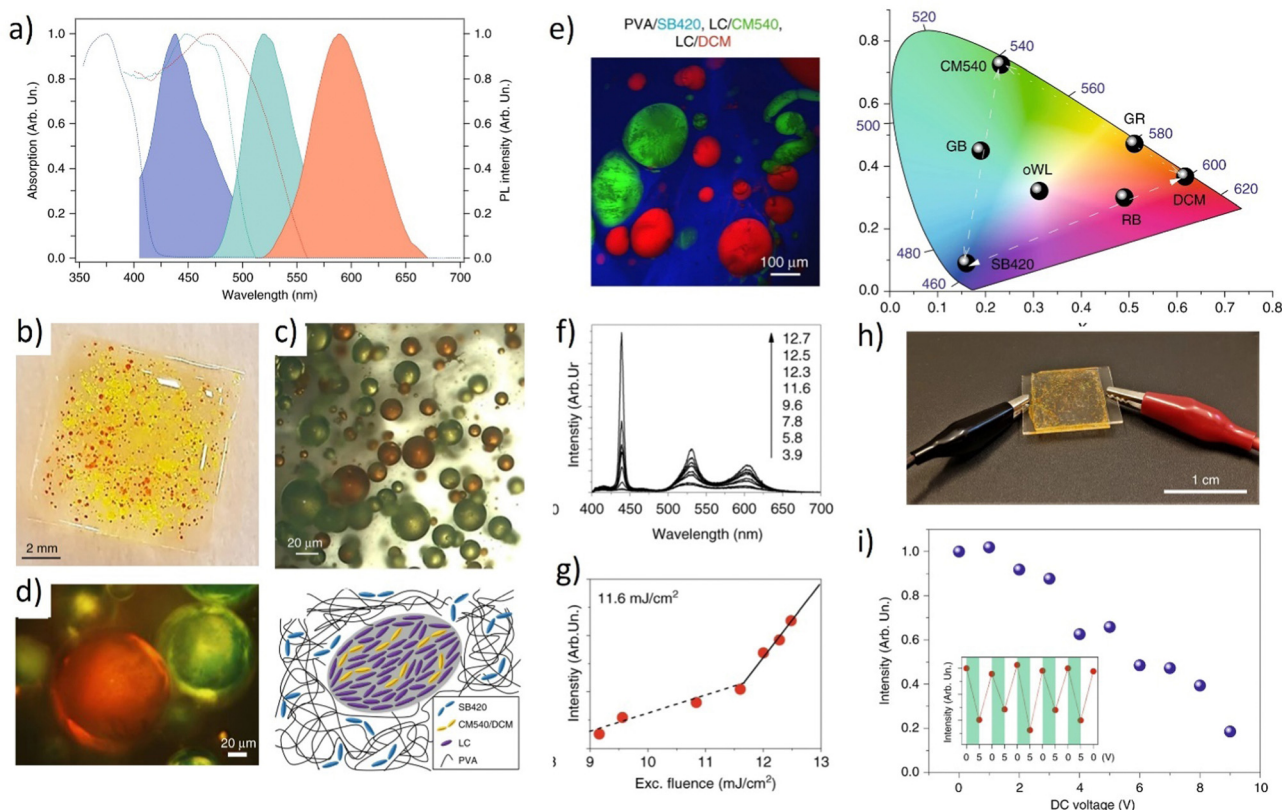 a)
1.0
0.8
0.6
0.4
0.2
0.0
Absorption (Arb. Un.)
1.0
0.8
0.6
0.4
0.2
0.0
PL intensity (Arb. Un.)
350 400 450 500 550 600 650 700
Wavelength (nm)
b)
2 mm
c)
20 μm
d)
20 μm
SB420
CM540/DCM
LC
PVA
e)
PVA/SB420, LC/CM540,
LC/DCM
100 μm
520
540
560
580
600
620
500
480
460
CM540
GB
oWL
GR
DCM
RB
SB420
0.8
0.6
0.4
0.2
0.0
0.0 0.1 0.2 0.3 0.4 0.5 0.6 0.7 0.8
f)
Intenstiy (Arb.Ur
12.7
12.5
12.3
11.6
9.6
7.8
5.8
3.9
400 450 500 550 600 650 700
Wavelength (nm)
g)
11.6 mJ/cm²
Intenstiy (Arb.Un.)
9 10 11 12 13
Exc. fluence (mJ/cm²)
h)
1 cm
i)
1.0
0.8
0.6
0.4
0.2
0.0
Intensity (Arb. Un.)
Intensity (Arb. Un.)
0 5 0 5 0 5 0 5 0 5 0 (V)
0 2 4 6 8 10
DC voltage (V)